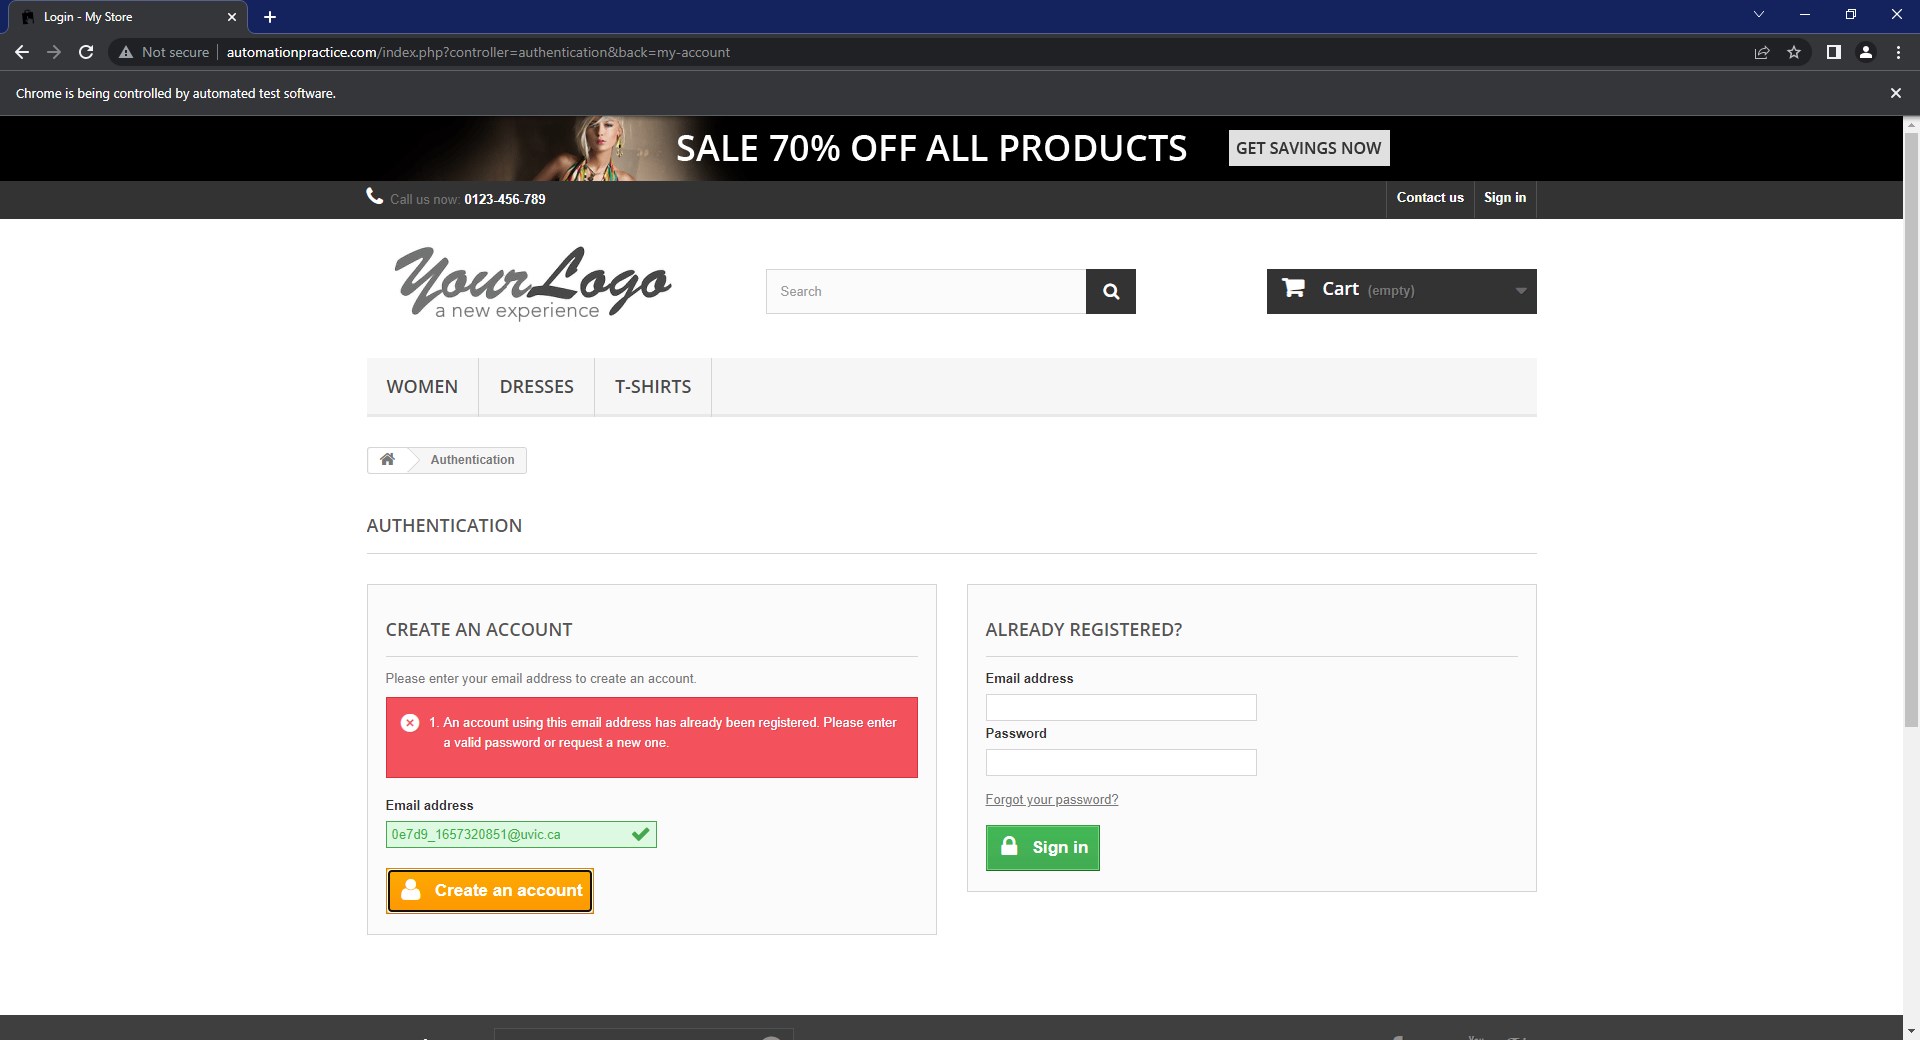 Login - My Store
Not secure
automationpractice.com/index.php?controller=authentication&back=my-account
Chrome is being controlled by automated test software.
SALE 70% OFF ALL PRODUCTS
GET SAVINGS NOW
Call us now: 0123-456-789
Contact us
Sign in
Your Logo
a new experience
Search
Cart (empty)
WOMEN
DRESSES
T-SHIRTS
Authentication
AUTHENTICATION
CREATE AN ACCOUNT
Please enter your email address to create an account.
1. An account using this email address has already been registered. Please enter
a valid password or request a new one.
Email address
0e7d9_1657320851@uvic.ca
Create an account
ALREADY REGISTERED?
Email address
Password
Forgot your password?
Sign in